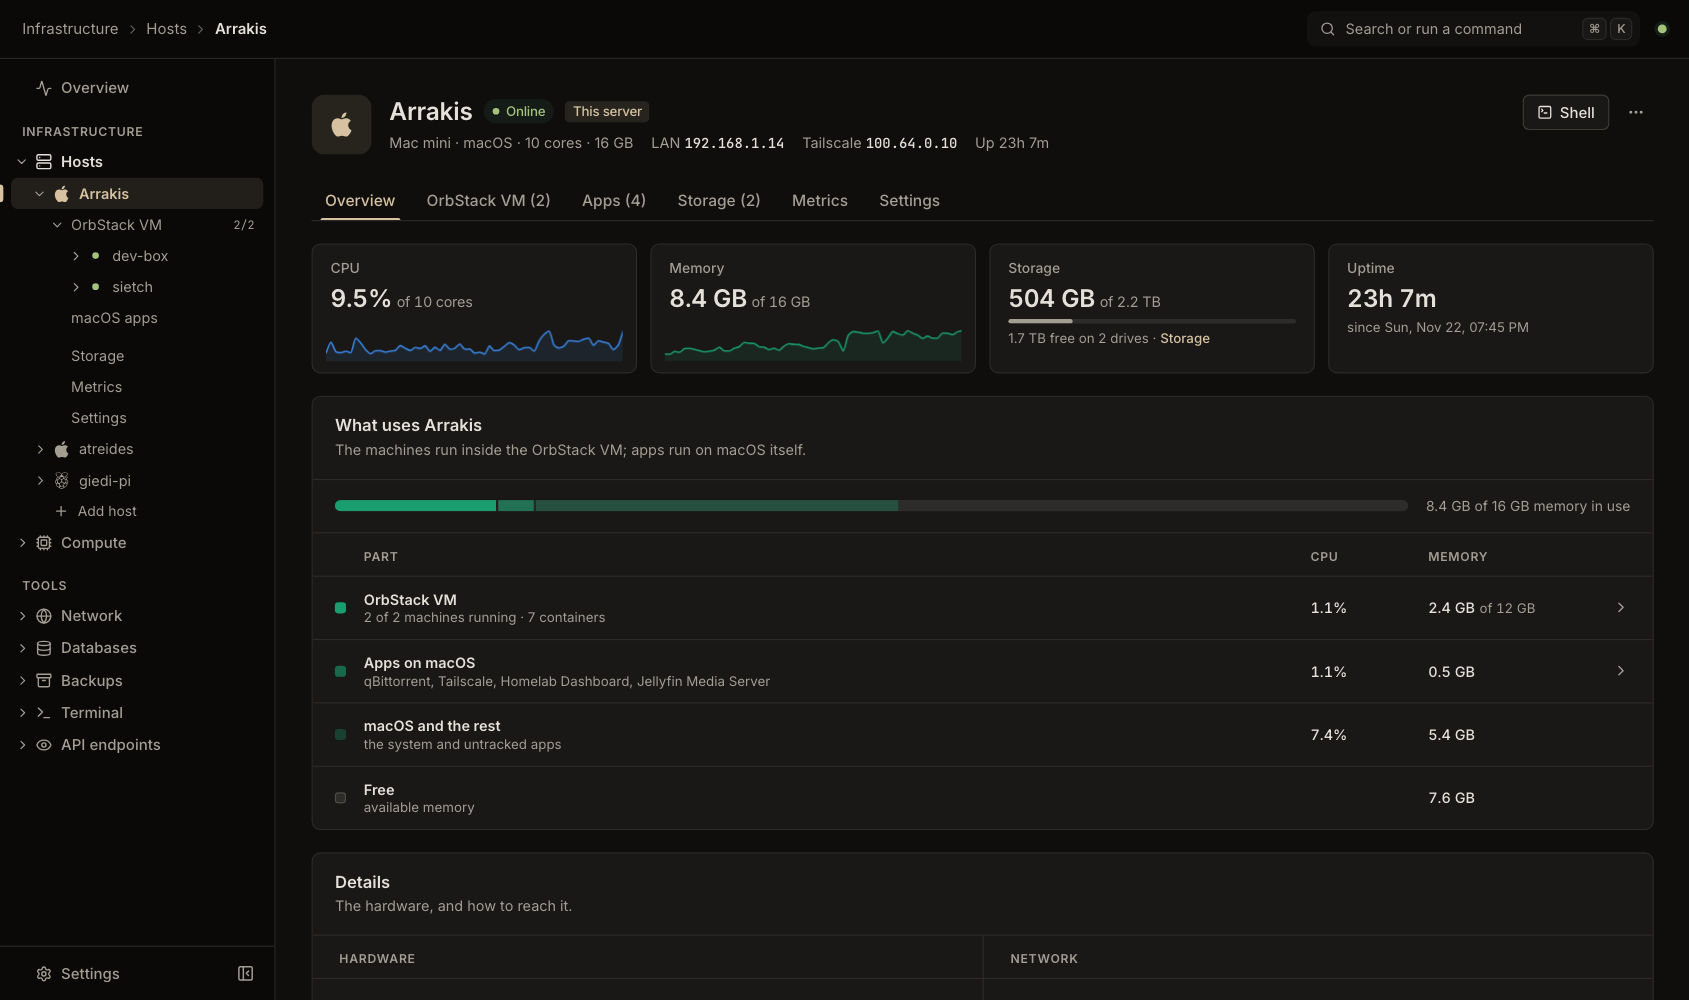 Infrastructure > Hosts > Arrakis
Search or run a command ⌘ K
Overview
INFRASTRUCTURE
Hosts
Arrakis
OrbStack VM 2/2
dev-box
sietch
macOS apps
Storage
Metrics
Settings
atreides
giedi-pi
+ Add host
Compute
TOOLS
Network
Databases
Backups
Terminal
API endpoints
Settings
Arrakis Online This server
Mac mini · macOS · 10 cores · 16 GB LAN 192.168.1.14 Tailscale 100.64.0.10 Up 23h 7m
Shell
Overview OrbStack VM (2) Apps (4) Storage (2) Metrics Settings
CPU
9.5% of 10 cores
Memory
8.4 GB of 16 GB
Storage
504 GB of 2.2 TB
1.7 TB free on 2 drives · Storage
Uptime
23h 7m
since Sun, Nov 22, 07:45 PM
What uses Arrakis
The machines run inside the OrbStack VM; apps run on macOS itself.
8.4 GB of 16 GB memory in use
PART CPU MEMORY
OrbStack VM
2 of 2 machines running · 7 containers
1.1% 2.4 GB of 12 GB
Apps on macOS
qBittorrent, Tailscale, Homelab Dashboard, Jellyfin Media Server
1.1% 0.5 GB
macOS and the rest
the system and untracked apps
7.4% 5.4 GB
Free
available memory
7.6 GB
Details
The hardware, and how to reach it.
HARDWARE NETWORK